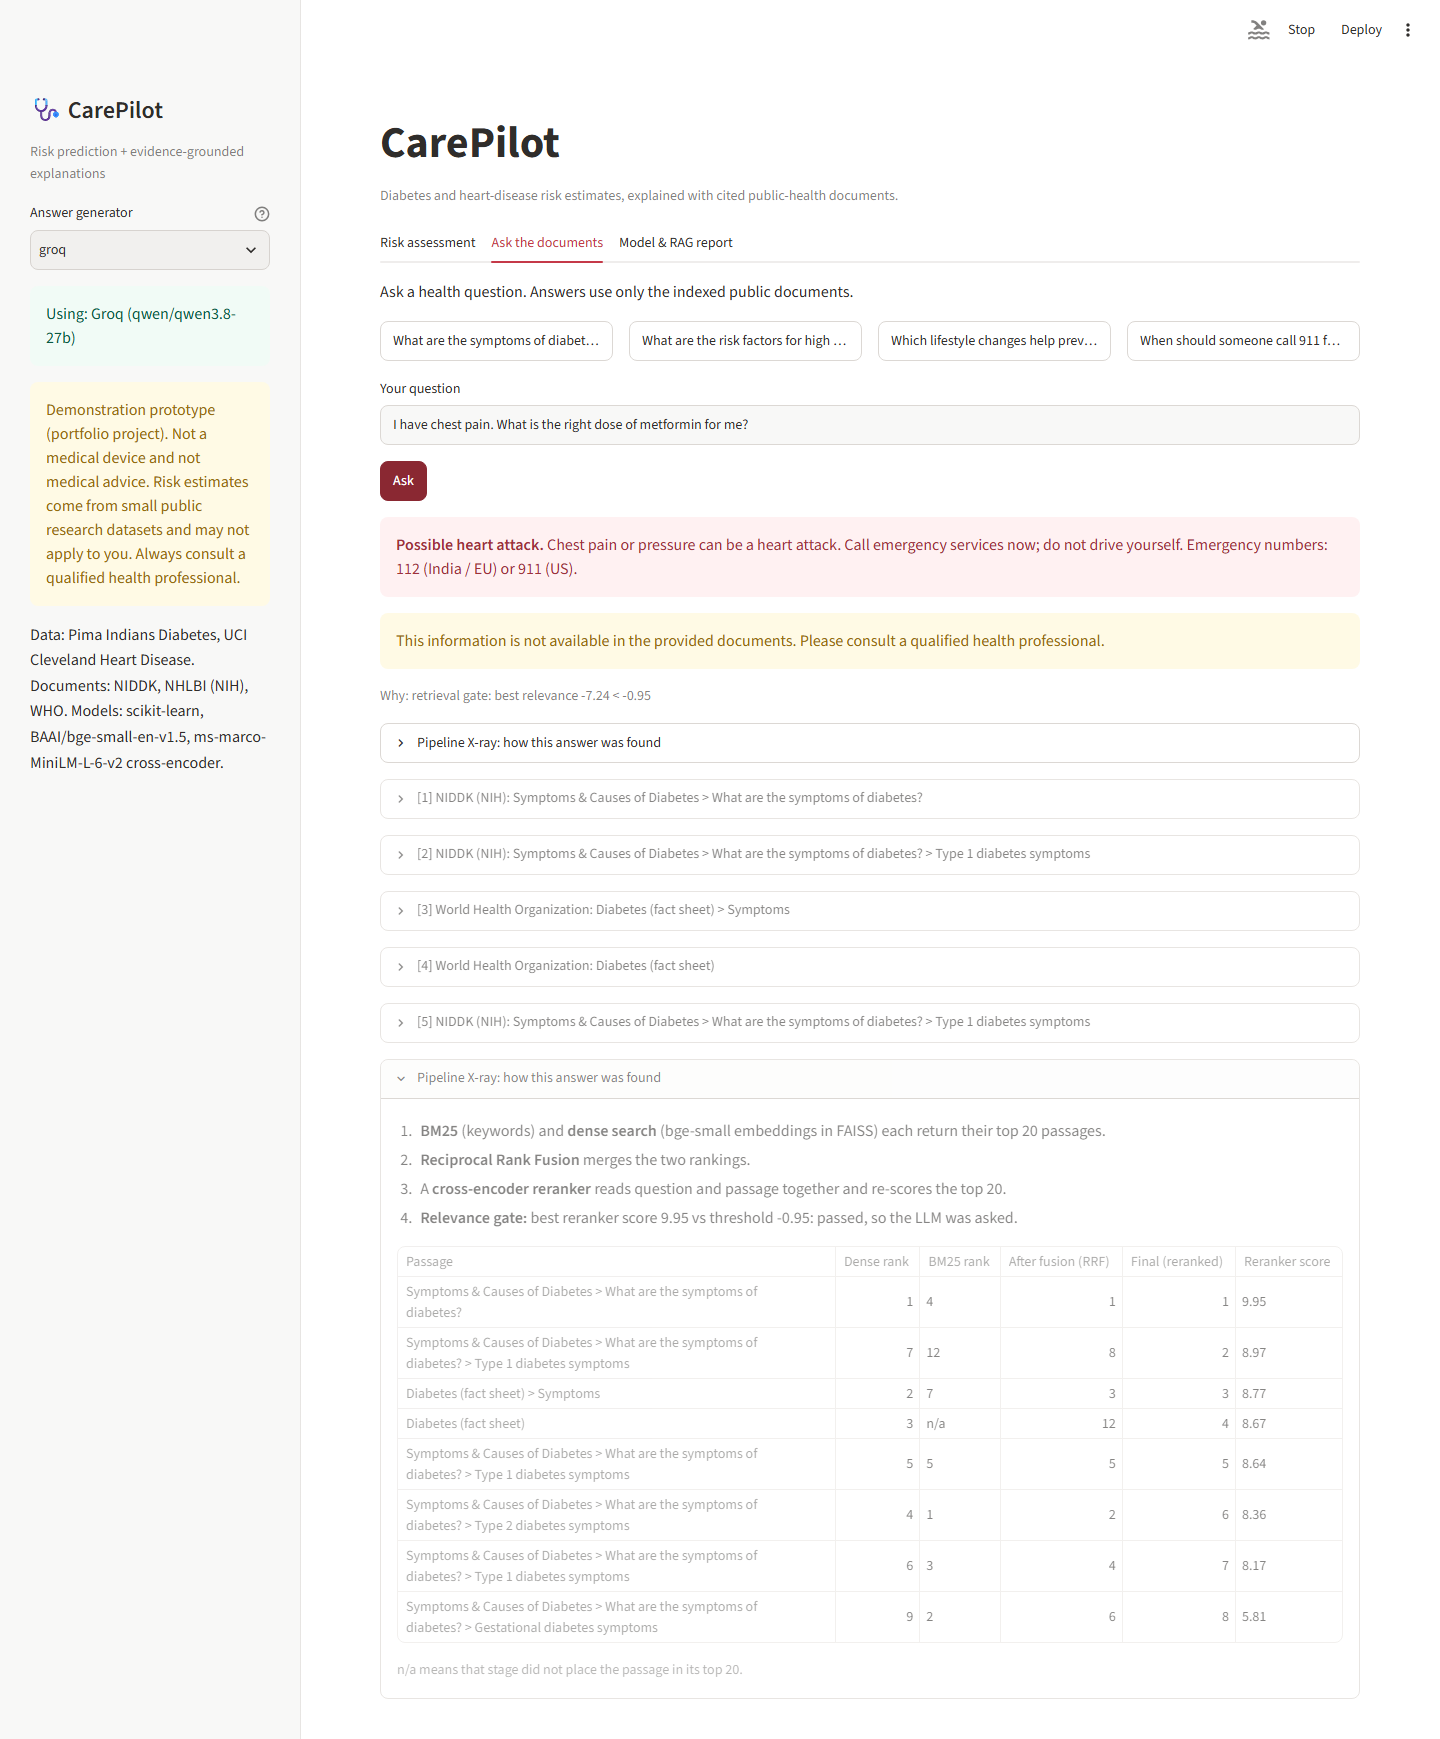 Stop
Deploy
CarePilot
Risk prediction + evidence-grounded
explanations
Answer generator
groq
Using: Groq (qwen/qwen3.8-
27b)
Demonstration prototype
(portfolio project). Not a
medical device and not
medical advice. Risk estimates
come from small public
research datasets and may not
apply to you. Always consult a
qualified health professional.
Data: Pima Indians Diabetes, UCI
Cleveland Heart Disease.
Documents: NIDDK, NHLBI (NIH),
WHO. Models: scikit-learn,
BAAI/bge-small-en-v1.5, ms-marco-
MiniLM-L-6-v2 cross-encoder.
CarePilot
Diabetes and heart-disease risk estimates, explained with cited public-health documents.
Risk assessment Ask the documents Model & RAG report
Ask a health question. Answers use only the indexed public documents.
What are the symptoms of diabet… What are the risk factors for high … Which lifestyle changes help prev… When should someone call 911 f…
Your question
I have chest pain. What is the right dose of metformin for me?
Ask
Possible heart attack. Chest pain or pressure can be a heart attack. Call emergency services now; do not drive yourself. Emergency numbers:
112 (India / EU) or 911 (US).
This information is not available in the provided documents. Please consult a qualified health professional.
Why: retrieval gate: best relevance -7.24 < -0.95
Pipeline X-ray: how this answer was found
[1] NIDDK (NIH): Symptoms & Causes of Diabetes > What are the symptoms of diabetes?
[2] NIDDK (NIH): Symptoms & Causes of Diabetes > What are the symptoms of diabetes? > Type 1 diabetes symptoms
[3] World Health Organization: Diabetes (fact sheet) > Symptoms
[4] World Health Organization: Diabetes (fact sheet)
[5] NIDDK (NIH): Symptoms & Causes of Diabetes > What are the symptoms of diabetes? > Type 1 diabetes symptoms
Pipeline X-ray: how this answer was found
1. BM25 (keywords) and dense search (bge-small embeddings in FAISS) each return their top 20 passages.
2. Reciprocal Rank Fusion merges the two rankings.
3. A cross-encoder reranker reads question and passage together and re-scores the top 20.
4. Relevance gate: best reranker score 9.95 vs threshold -0.95: passed, so the LLM was asked.
Passage Dense rank BM25 rank After fusion (RRF) Final (reranked) Reranker score
Symptoms & Causes of Diabetes > What are the symptoms of
diabetes? 1 4 1 1 9.95
Symptoms & Causes of Diabetes > What are the symptoms of
diabetes? > Type 1 diabetes symptoms 7 12 8 2 8.97
Diabetes (fact sheet) > Symptoms 2 7 3 3 8.77
Diabetes (fact sheet) 3 n/a 12 4 8.67
Symptoms & Causes of Diabetes > What are the symptoms of
diabetes? > Type 1 diabetes symptoms 5 5 5 5 8.64
Symptoms & Causes of Diabetes > What are the symptoms of
diabetes? > Type 2 diabetes symptoms 4 1 2 6 8.36
Symptoms & Causes of Diabetes > What are the symptoms of
diabetes? > Type 1 diabetes symptoms 6 3 4 7 8.17
Symptoms & Causes of Diabetes > What are the symptoms of
diabetes? > Gestational diabetes symptoms 9 2 6 8 5.81
n/a means that stage did not place the passage in its top 20.